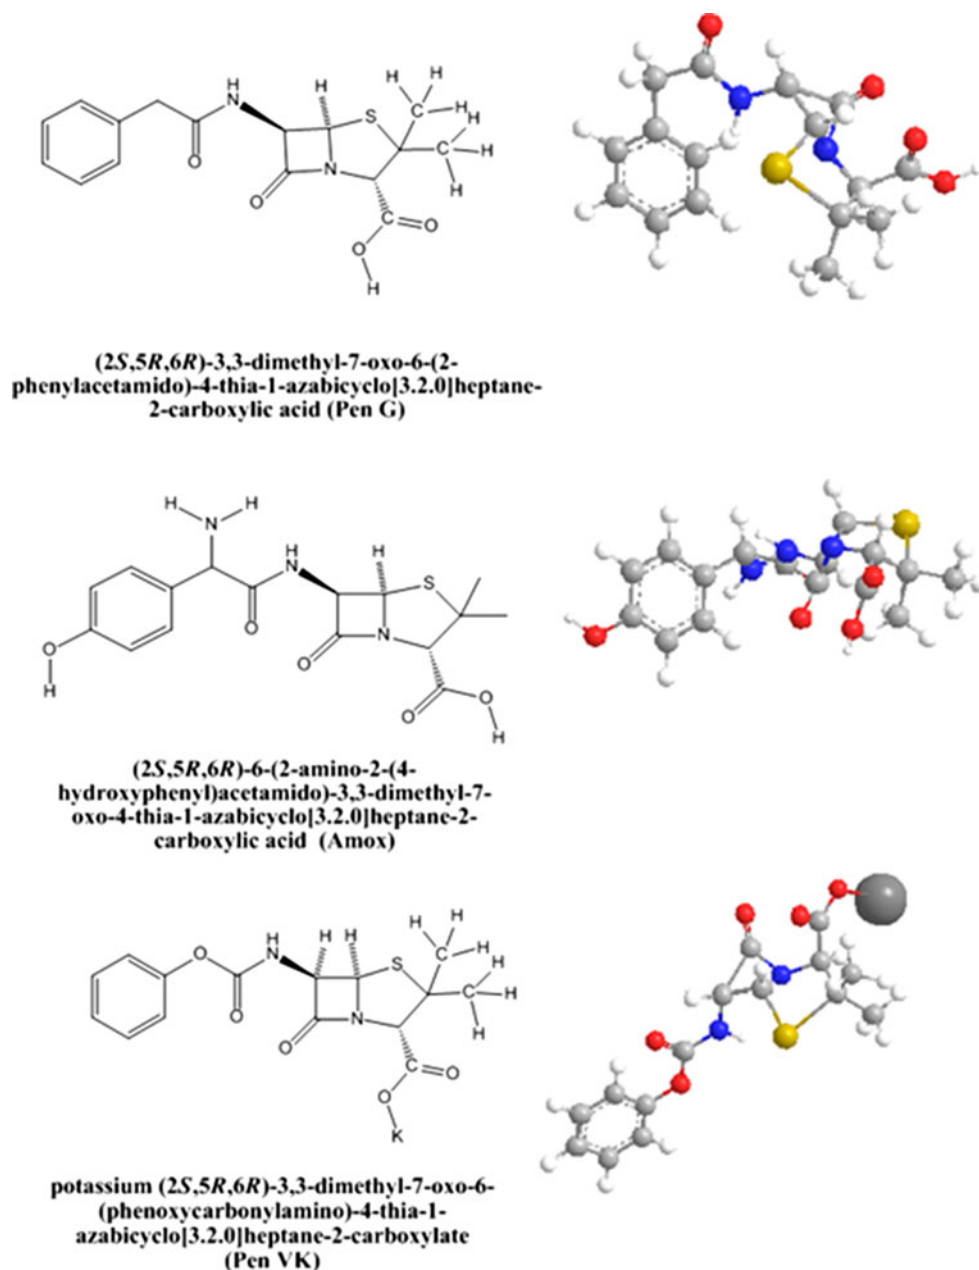 H H
H H C H
N S H
C H
O N H
O C O
O
H
(2S,5R,6R)-3,3-dimethyl-7-oxo-6-(2-
phenylacetamido)-4-thia-1-azabicyclo[3.2.0]heptane-
2-carboxylic acid (Pen G)
H H
N
H H
N S
O N
O O
H O
O
H
(2S,5R,6R)-6-(2-amino-2-(4-
hydroxyphenyl)acetamido)-3,3-dimethyl-7-
oxo-4-thia-1-azabicyclo[3.2.0]heptane-2-
carboxylic acid (Amox)
H H
H H H C H
O N S
C H
O N H
O
C O
O
K
potassium (2S,5R,6R)-3,3-dimethyl-7-oxo-6-
(phenoxycarbonylamino)-4-thia-1-
azabicyclo[3.2.0]heptane-2-carboxylate
(Pen VK)